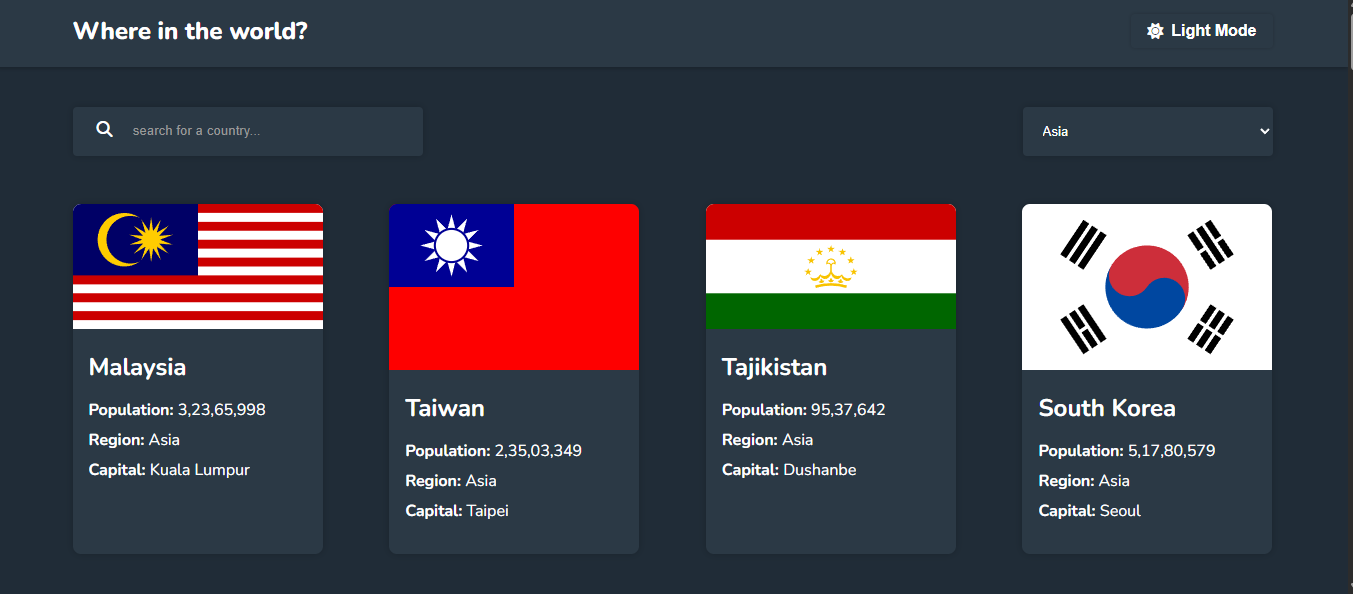 Where in the world?
Light Mode
search for a country...
Asia
Malaysia
Population: 3,23,65,998
Region: Asia
Capital: Kuala Lumpur
Taiwan
Population: 2,35,03,349
Region: Asia
Capital: Taipei
Tajikistan
Population: 95,37,642
Region: Asia
Capital: Dushanbe
South Korea
Population: 5,17,80,579
Region: Asia
Capital: Seoul